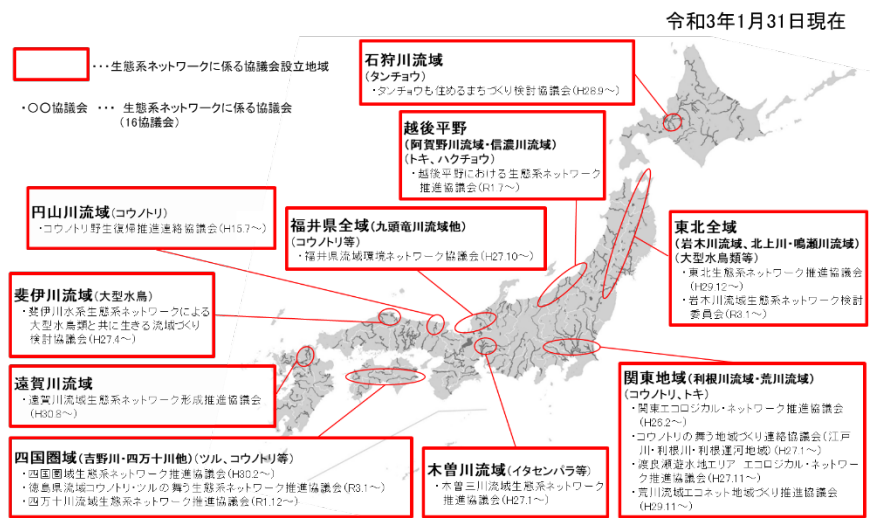 令和3年1月31日現在
・・・生態系ネットワークに係る協議会設立地域
・〇〇協議会 ・・・ 生態系ネットワークに係る協議会
(16協議会)
石狩川流域
(タンチョウ)
・タンチョウも住めるまちづくり検討協議会(H28.9~)
越後平野
(阿賀野川流域・信濃川流域)
(トキ、ハクチョウ)
・越後平野における生態系ネットワーク
推進協議会(R1.7~)
円山川流域(コウノトリ)
・コウノトリ野生復帰推進連絡協議会(H15.7~)
福井県全域(九頭竜川流域他)
(コウノトリ等)
・福井県流域環境ネットワーク協議会(H27.10~)
東北全域
(岩木川流域、北上川・鳴瀬川流域)
(大型水鳥類等)
・東北生態系ネットワーク推進協議会
(H29.12~)
・岩木川流域生態系ネットワーク検討
委員会(R3.1~)
斐伊川流域(大型水鳥)
・斐伊川水系生態系ネットワークによる
大型水鳥類と共に生きる流域づくり
検討協議会(H27.4~)
遠賀川流域
・遠賀川流域生態系ネットワーク形成推進協議会
(H30.8~)
関東地域(利根川流域・荒川流域)
(コウノトリ、トキ)
・関東エコロジカル・ネットワーク推進協議会
(H26.2~)
・コウノトリの舞う地域づくり連絡協議会(江戸
川・利根川・利根運河地域)(H27.1~)
・渡良瀬遊水地エリア エコロジカル・ネットワー
ク推進協議会(H27.11~)
・荒川流域エコネット地域づくり推進協議会
(H29.11~)
四国圏域(吉野川・四万十川他)(ツル、コウノトリ等)
・四国圏域生態系ネットワーク推進協議会(H30.2~)
・徳島県流域コウノトリ・ツルの舞う生態系ネットワーク推進協議会(R3.1~)
・四万十川流域生態系ネットワーク推進協議会(R1.12~)
木曽川流域(イタセンパラ等)
・木曽三川流域生態系ネットワーク
推進協議会(H27.1~)